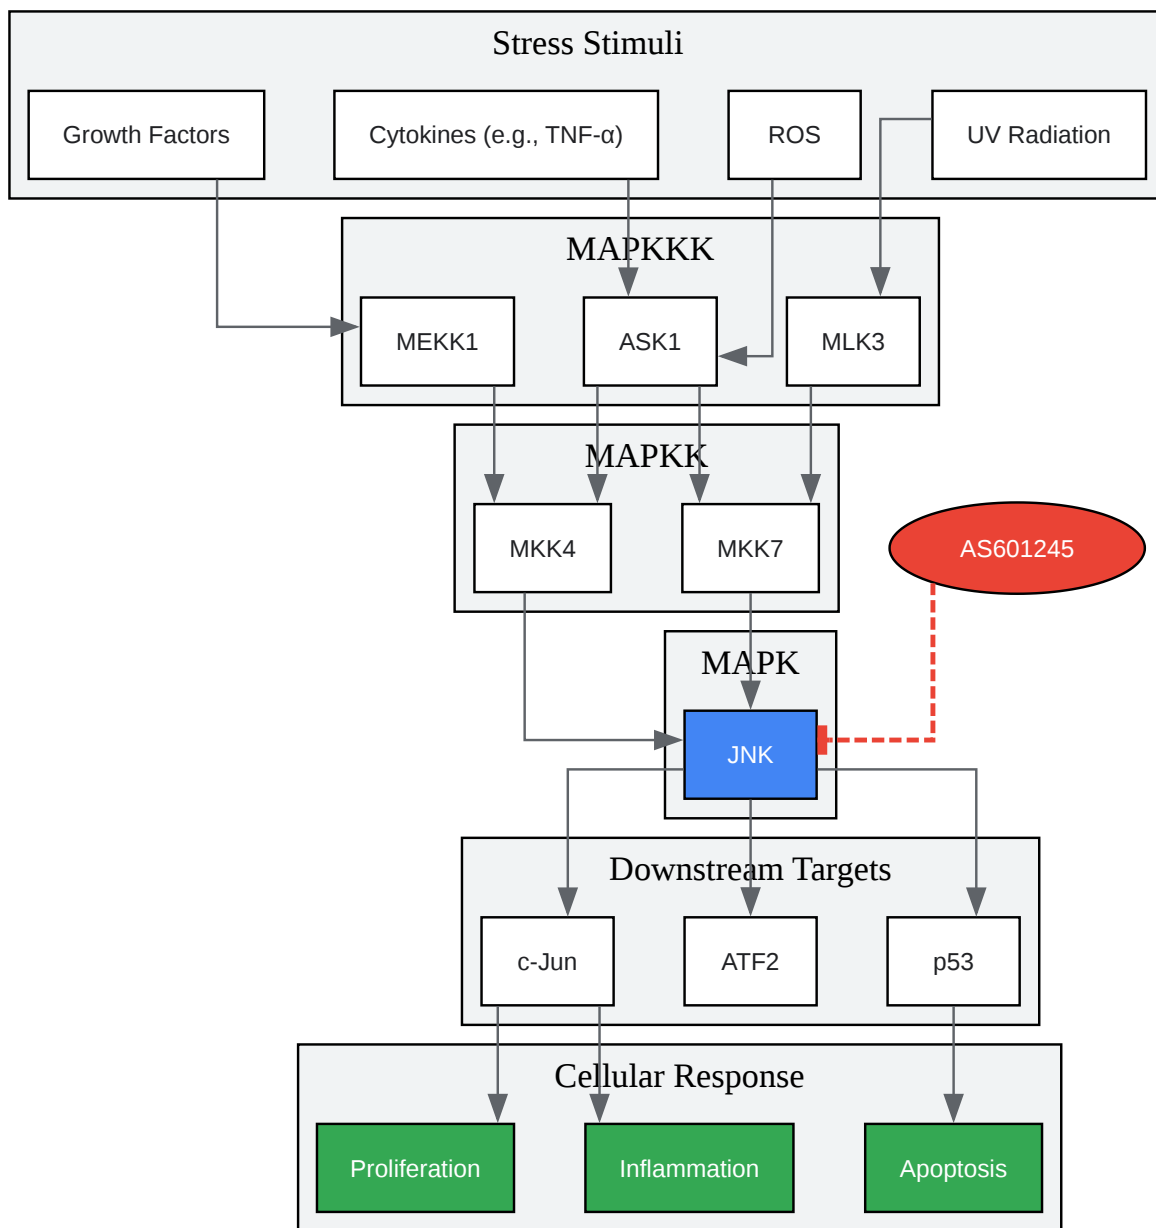 Stress Stimuli
Growth Factors
Cytokines (e.g., TNF-α)
ROS
UV Radiation
MAPKKK
MEKK1
ASK1
MLK3
MAPKK
MKK4
MKK7
AS601245
MAPK
JNK
Downstream Targets
c-Jun
ATF2
p53
Cellular Response
Proliferation
Inflammation
Apoptosis